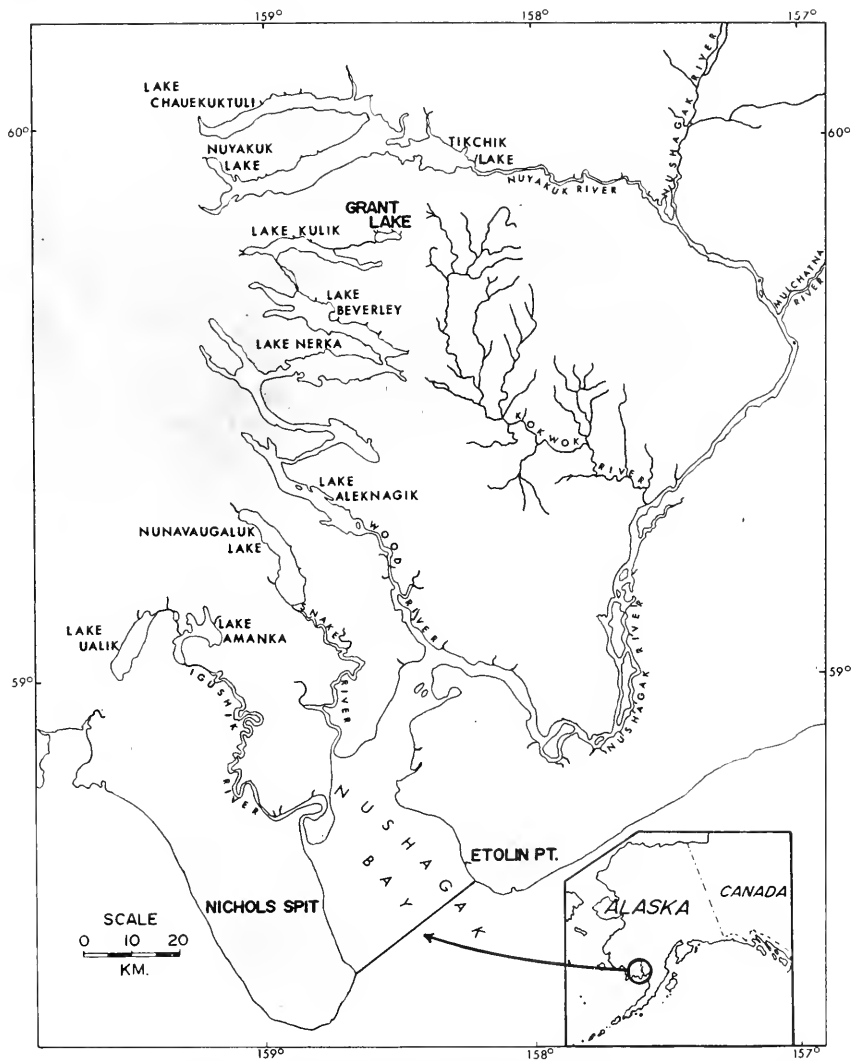 159°
158°
157°
LAKE
CHAUEKUKTULI
NUSHAGAK RIVER
60°
60°
NUYAKUK
LAKE
TIKCHIK
LAKE
NUYAKUK RIVER
GRANT
LAKE
LAKE KULIK
MULCHATNA
RIVER
LAKE
BEVERLEY
LAKE NERKA
KOKWOK
RIVER
LAKE
ALEKNAGIK
WOOD
RIVER
NUNAVAUGALUK
LAKE
SNAKE
RIVER
LAKE
UALIK
LAKE
AMANKA
IGUSHIK
RIVER
NUSHAGAK RIVER
59°
59°
NUSHAGAK
BAY
ETOLIN PT.
NICHOLS SPIT
SCALE
0 10 20
KM.
ALASKA
CANADA
159°
158°
157°